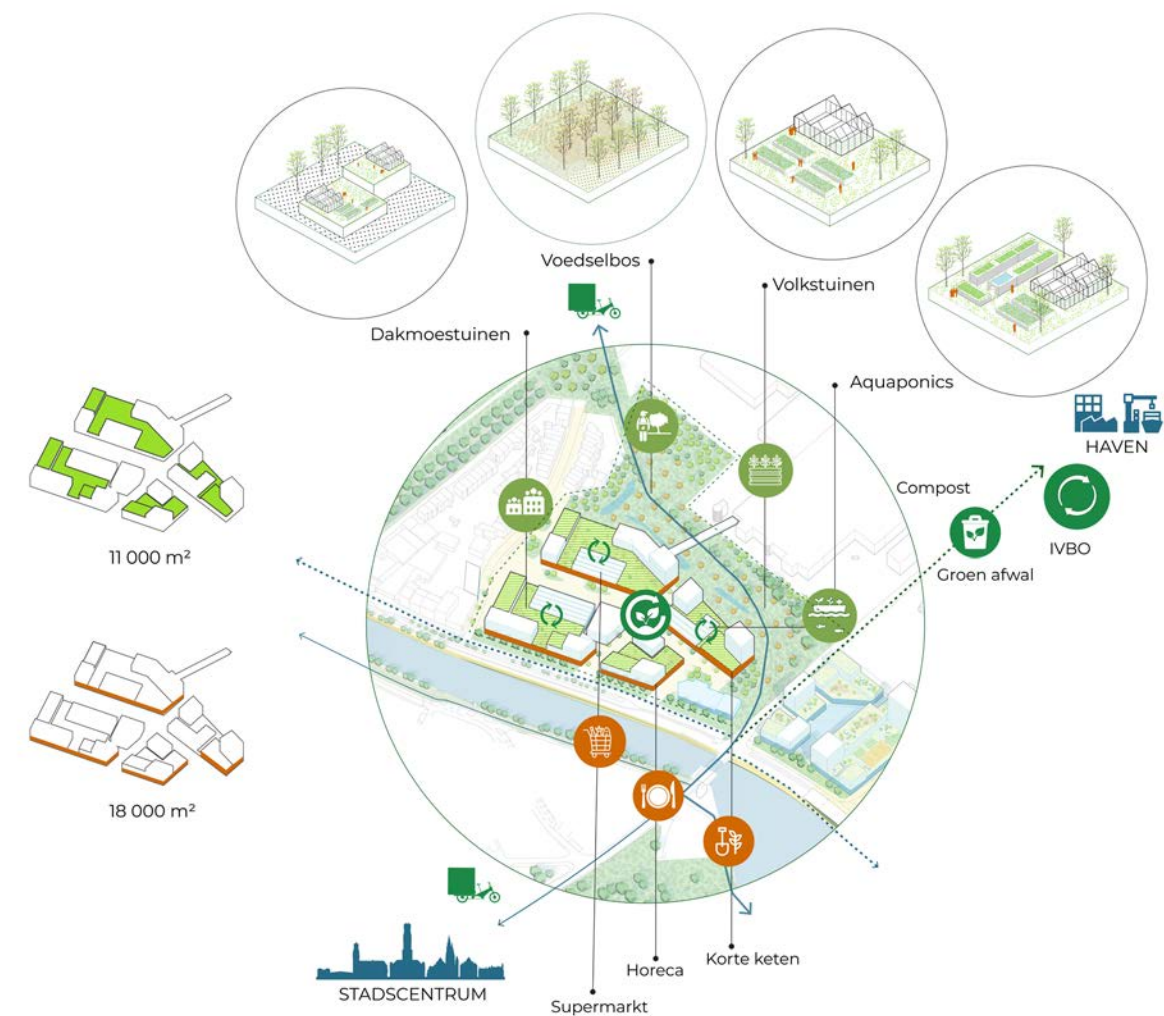 Voedselbos
Volkstuinen
Dakmoestuinen
Aquaponics
HAVEN
Compost
IVBO
Groen afwal
11 000 m²
18 000 m²
Korte keten
Horeca
STADSCENTRUM
Supermarkt